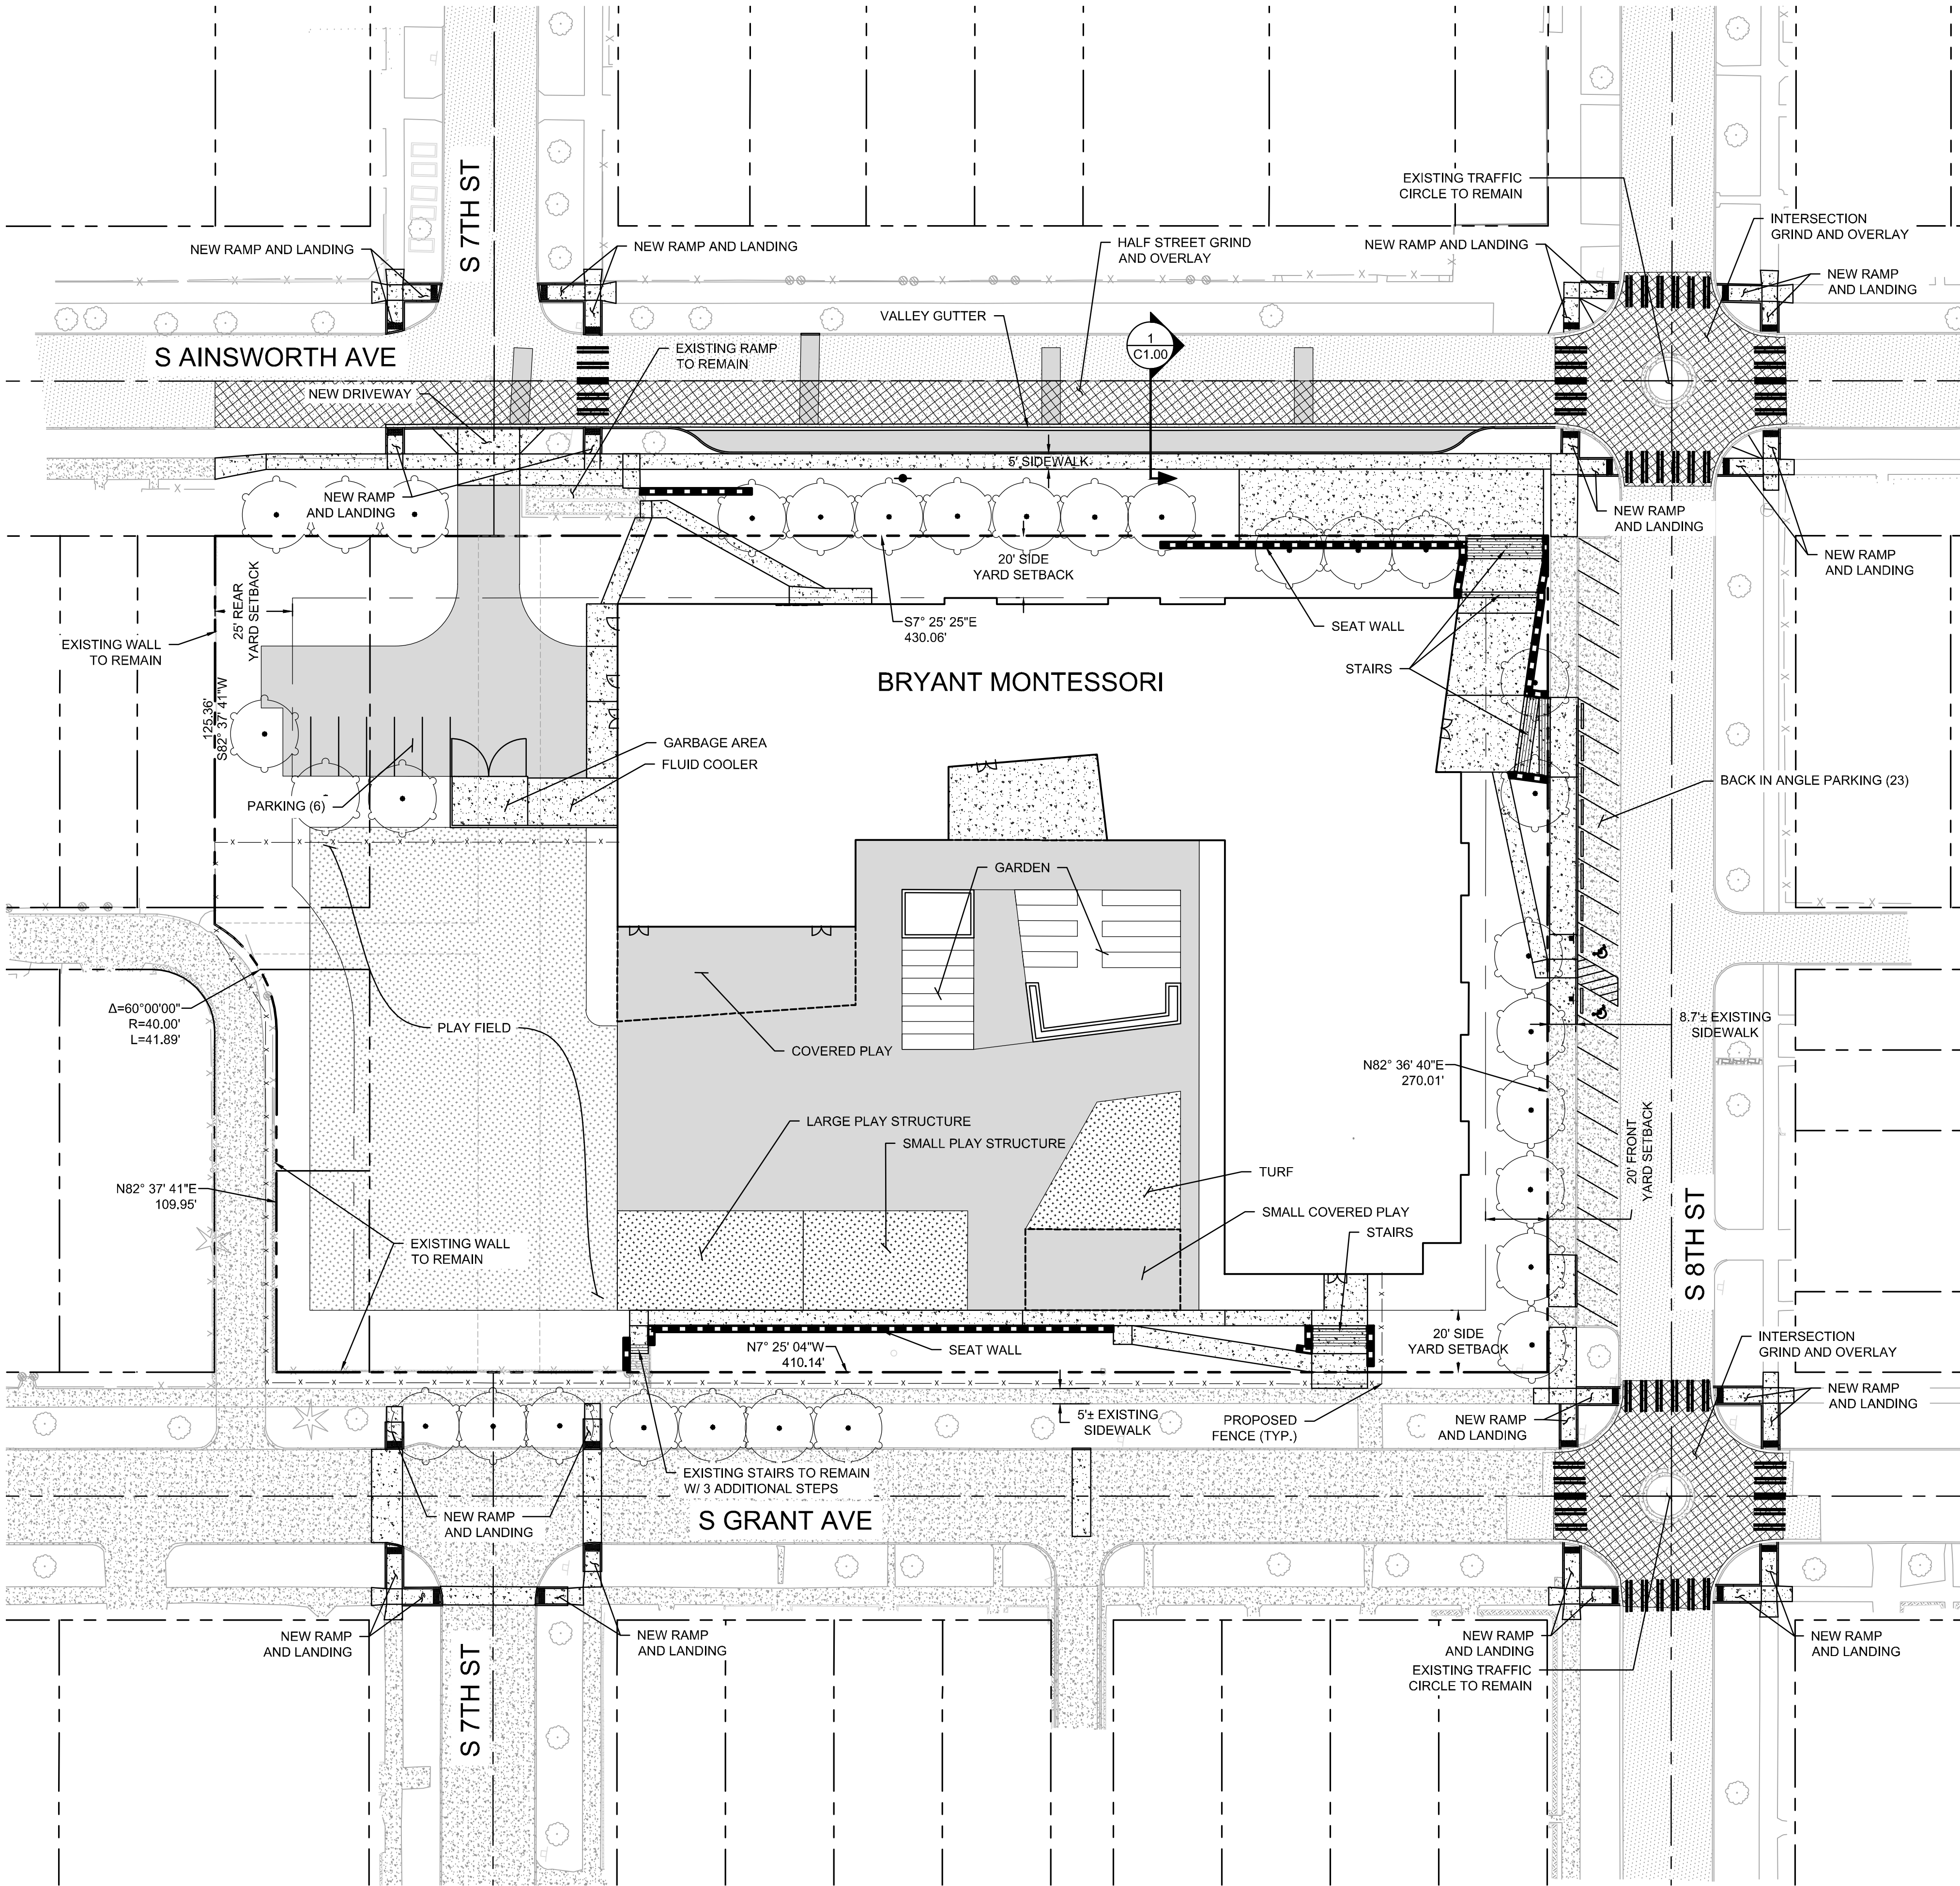 S 7TH ST
EXISTING TRAFFIC
CIRCLE TO REMAIN
INTERSECTION
GRIND AND OVERLAY
NEW RAMP AND LANDING
NEW RAMP AND LANDING
HALF STREET GRIND
AND OVERLAY
NEW RAMP AND LANDING
NEW RAMP
AND LANDING
VALLEY GUTTER
1
C1.00
S AINSWORTH AVE
EXISTING RAMP
TO REMAIN
NEW DRIVEWAY
5' SIDEWALK
NEW RAMP
AND LANDING
NEW RAMP
AND LANDING
NEW RAMP
AND LANDING
20' SIDE
YARD SETBACK
25' REAR
YARD SETBACK
EXISTING WALL
TO REMAIN
S7° 25' 25"E
430.06'
SEAT WALL
STAIRS
BRYANT MONTESSORI
125.36'
S82° 37' 41"W
GARBAGE AREA
FLUID COOLER
PARKING (6)
BACK IN ANGLE PARKING (23)
GARDEN
Δ=60°00'00"
R=40.00'
L=41.89'
PLAY FIELD
COVERED PLAY
8.7'± EXISTING
SIDEWALK
N82° 36' 40"E
270.01'
LARGE PLAY STRUCTURE
SMALL PLAY STRUCTURE
20' FRONT
YARD SETBACK
TURF
N82° 37' 41"E
109.95'
SMALL COVERED PLAY
STAIRS
EXISTING WALL
TO REMAIN
S 8TH ST
N7° 25' 04"W
410.14'
SEAT WALL
20' SIDE
YARD SETBACK
INTERSECTION
GRIND AND OVERLAY
NEW RAMP
AND LANDING
5'± EXISTING
SIDEWALK
PROPOSED
FENCE (TYP.)
NEW RAMP
AND LANDING
EXISTING STAIRS TO REMAIN
W/ 3 ADDITIONAL STEPS
NEW RAMP
AND LANDING
S GRANT AVE
NEW RAMP
AND LANDING
NEW RAMP
AND LANDING
NEW RAMP
AND LANDING
EXISTING TRAFFIC
CIRCLE TO REMAIN
NEW RAMP
AND LANDING
S 7TH ST